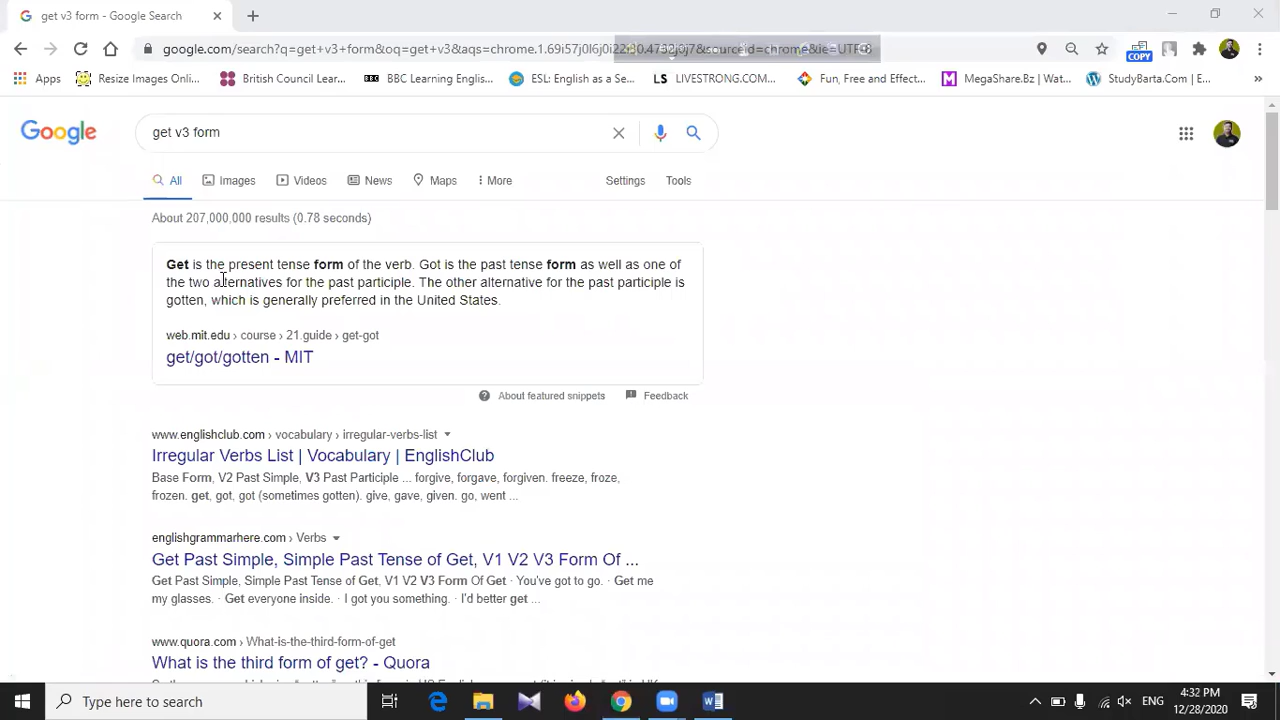 get v3 form - Google Search
google.com/search?q=get+v3+form&oq=get+v3&aqs=chrome.1.69i57j0l6j0i22
COPY
Apps
Resize Images Onli...
British Council Lear...
BBC Learning Englis...
ESL: English as a Se...
LS LIVESTRONG.COM...
Fun, Free and Effect...
MegaShare.Bz | Wat...
StudyBarta.Com | E...
Google
get v3 form
All
Images
Videos
News
Maps
More
Settings
Tools
About 207,000,000 results (0.78 seconds)
Get is the present tense form of the verb. Got is the past tense form as well as one of
the two alternatives for the past participle. The other alternative for the past participle is
gotten, which is generally preferred in the United States.
web.mit.edu › course › 21.guide › get-got
get/got/gotten - MIT
About featured snippets
Feedback
www.englishclub.com › vocabulary › irregular-verbs-list
Irregular Verbs List | Vocabulary | EnglishClub
Base Form, V2 Past Simple, V3 Past Participle ... forgive, forgave, forgiven. freeze, froze,
frozen. get, got, got (sometimes gotten). give, gave, given. go, went ...
englishgrammarhere.com › Verbs
Get Past Simple, Simple Past Tense of Get, V1 V2 V3 Form Of ...
Get Past Simple, Simple Past Tense of Get, V1 V2 V3 Form Of Get · You've got to go. · Get me
my glasses. · Get everyone inside. · I got you something. · I'd better get ...
www.quora.com › What-is-the-third-form-of-get
What is the third form of get? - Quora
Type here to search
W
ENG
4:32 PM
12/28/2020